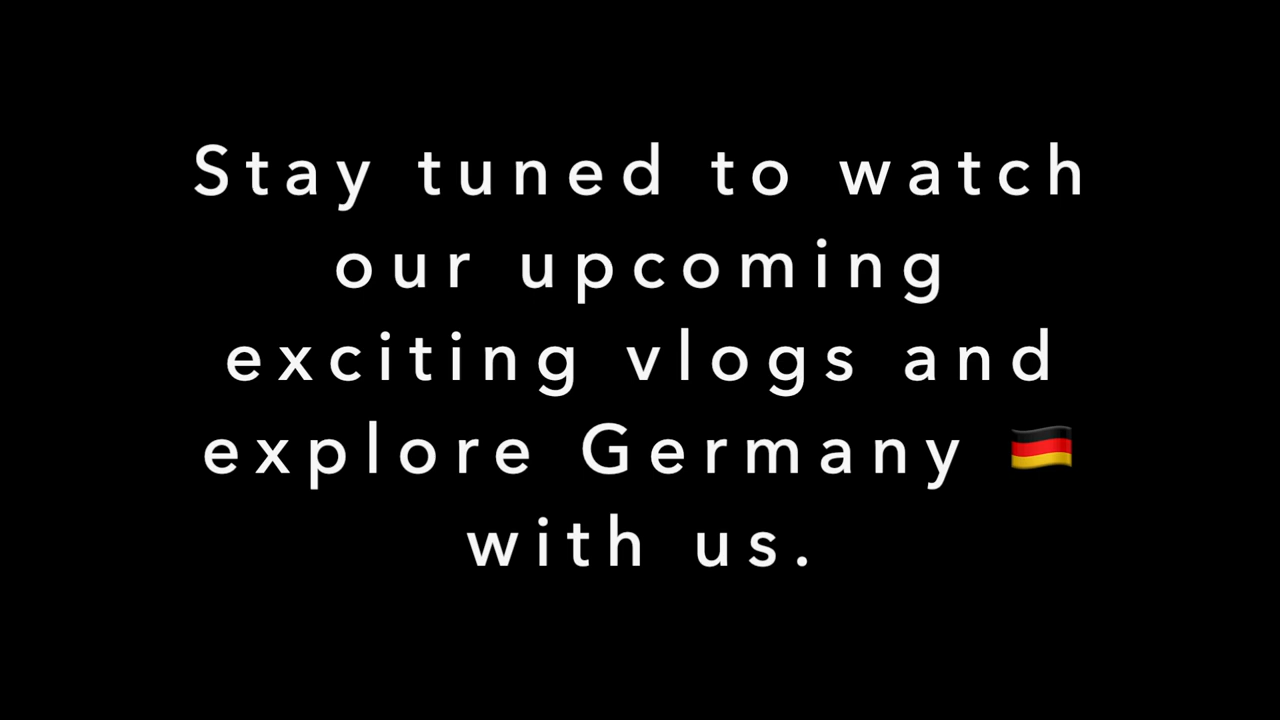 Stay tuned to watch
our upcoming
exciting vlogs and
explore Germany 🇩🇪
with us.